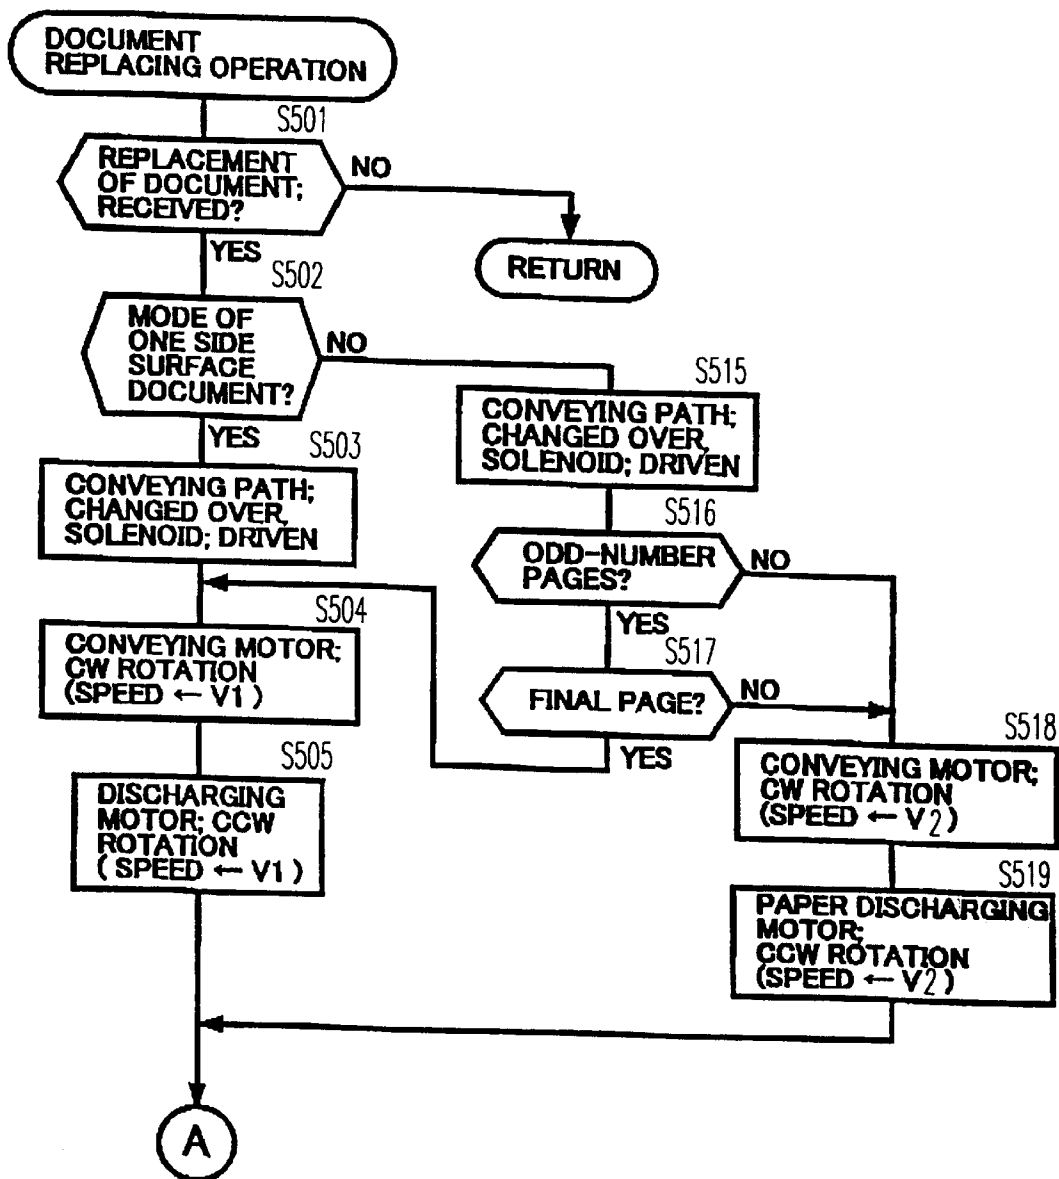 DOCUMENT
REPLACING OPERATION
S501
REPLACEMENT
OF DOCUMENT;
RECEIVED?
NO
YES
RETURN
S502
MODE OF
ONE SIDE
SURFACE
DOCUMENT?
NO
YES
S503
CONVEYING PATH;
CHANGED OVER,
SOLENOID; DRIVEN
S515
CONVEYING PATH;
CHANGED OVER,
SOLENOID; DRIVEN
S516
ODD-NUMBER
PAGES?
NO
YES
S517
FINAL PAGE?
NO
YES
S504
CONVEYING MOTOR;
CW ROTATION
(SPEED ← V1)
S505
DISCHARGING
MOTOR; CCW
ROTATION
(SPEED ← V1)
S518
CONVEYING MOTOR;
CW ROTATION
(SPEED ← V2)
S519
PAPER DISCHARGING
MOTOR;
CCW ROTATION
(SPEED ← V2)
A